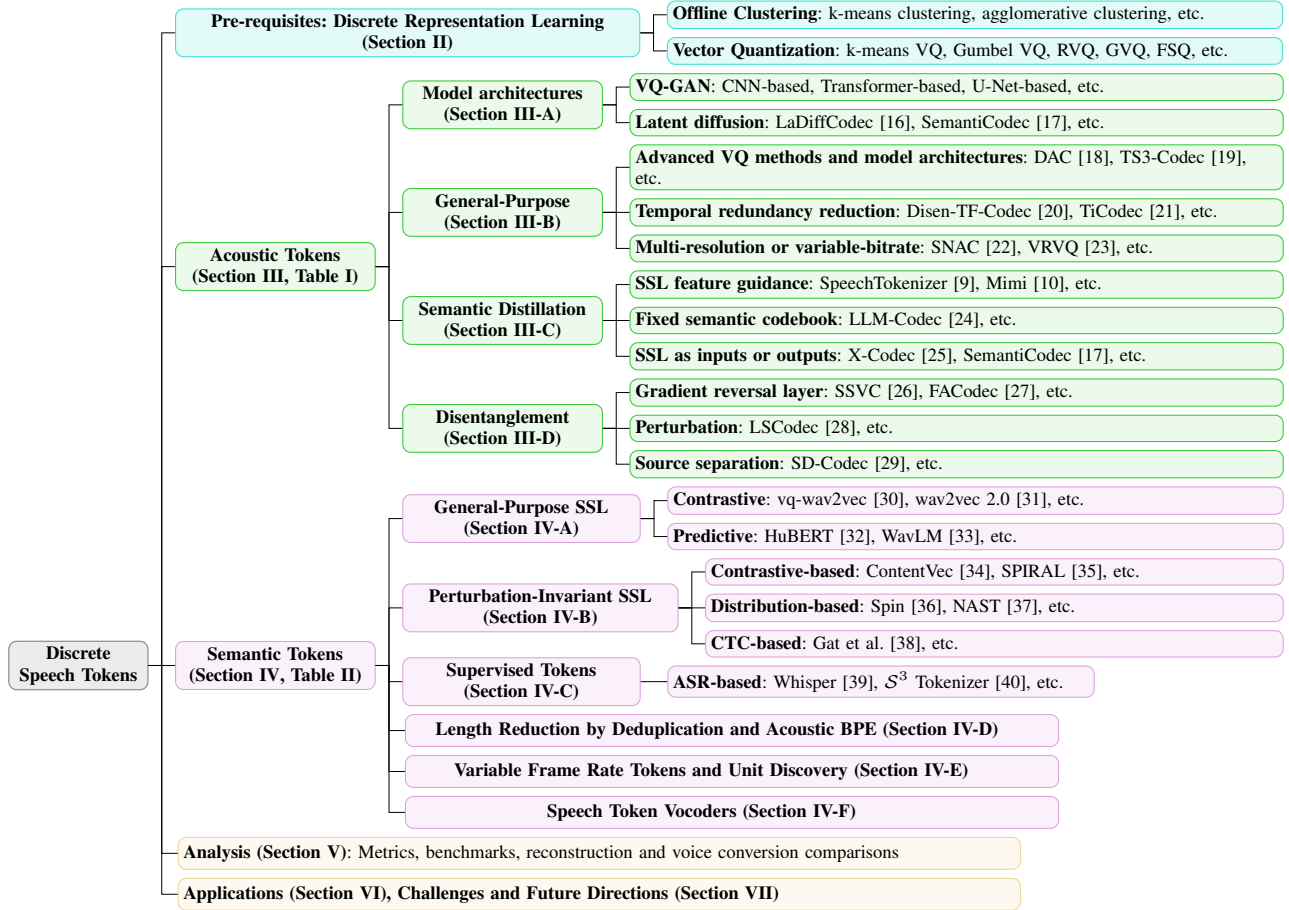 Pre-requisites: Discrete Representation Learning
(Section II)
Offline Clustering: k-means clustering, agglomerative clustering, etc.
Vector Quantization: k-means VQ, Gumbel VQ, RVQ, GVQ, FSQ, etc.
Acoustic Tokens
(Section III, Table I)
Model architectures
(Section III-A)
VQ-GAN: CNN-based, Transformer-based, U-Net-based, etc.
Latent diffusion: LaDiffCodec [16], SemantiCodec [17], etc.
General-Purpose
(Section III-B)
Advanced VQ methods and model architectures: DAC [18], TS3-Codec [19],
etc.
Temporal redundancy reduction: Disen-TF-Codec [20], TiCodec [21], etc.
Multi-resolution or variable-bitrate: SNAC [22], VRVQ [23], etc.
Semantic Distillation
(Section III-C)
SSL feature guidance: SpeechTokenizer [9], Mimi [10], etc.
Fixed semantic codebook: LLM-Codec [24], etc.
SSL as inputs or outputs: X-Codec [25], SemantiCodec [17], etc.
Disentanglement
(Section III-D)
Gradient reversal layer: SSVC [26], FACodec [27], etc.
Perturbation: LSCodec [28], etc.
Source separation: SD-Codec [29], etc.
Discrete
Speech Tokens
Semantic Tokens
(Section IV, Table II)
General-Purpose SSL
(Section IV-A)
Contrastive: vq-wav2vec [30], wav2vec 2.0 [31], etc.
Predictive: HuBERT [32], WavLM [33], etc.
Perturbation-Invariant SSL
(Section IV-B)
Contrastive-based: ContentVec [34], SPIRAL [35], etc.
Distribution-based: Spin [36], NAST [37], etc.
CTC-based: Gat et al. [38], etc.
Supervised Tokens
(Section IV-C)
ASR-based: Whisper [39], 𝒮³ Tokenizer [40], etc.
Length Reduction by Deduplication and Acoustic BPE (Section IV-D)
Variable Frame Rate Tokens and Unit Discovery (Section IV-E)
Speech Token Vocoders (Section IV-F)
Analysis (Section V): Metrics, benchmarks, reconstruction and voice conversion comparisons
Applications (Section VI), Challenges and Future Directions (Section VII)